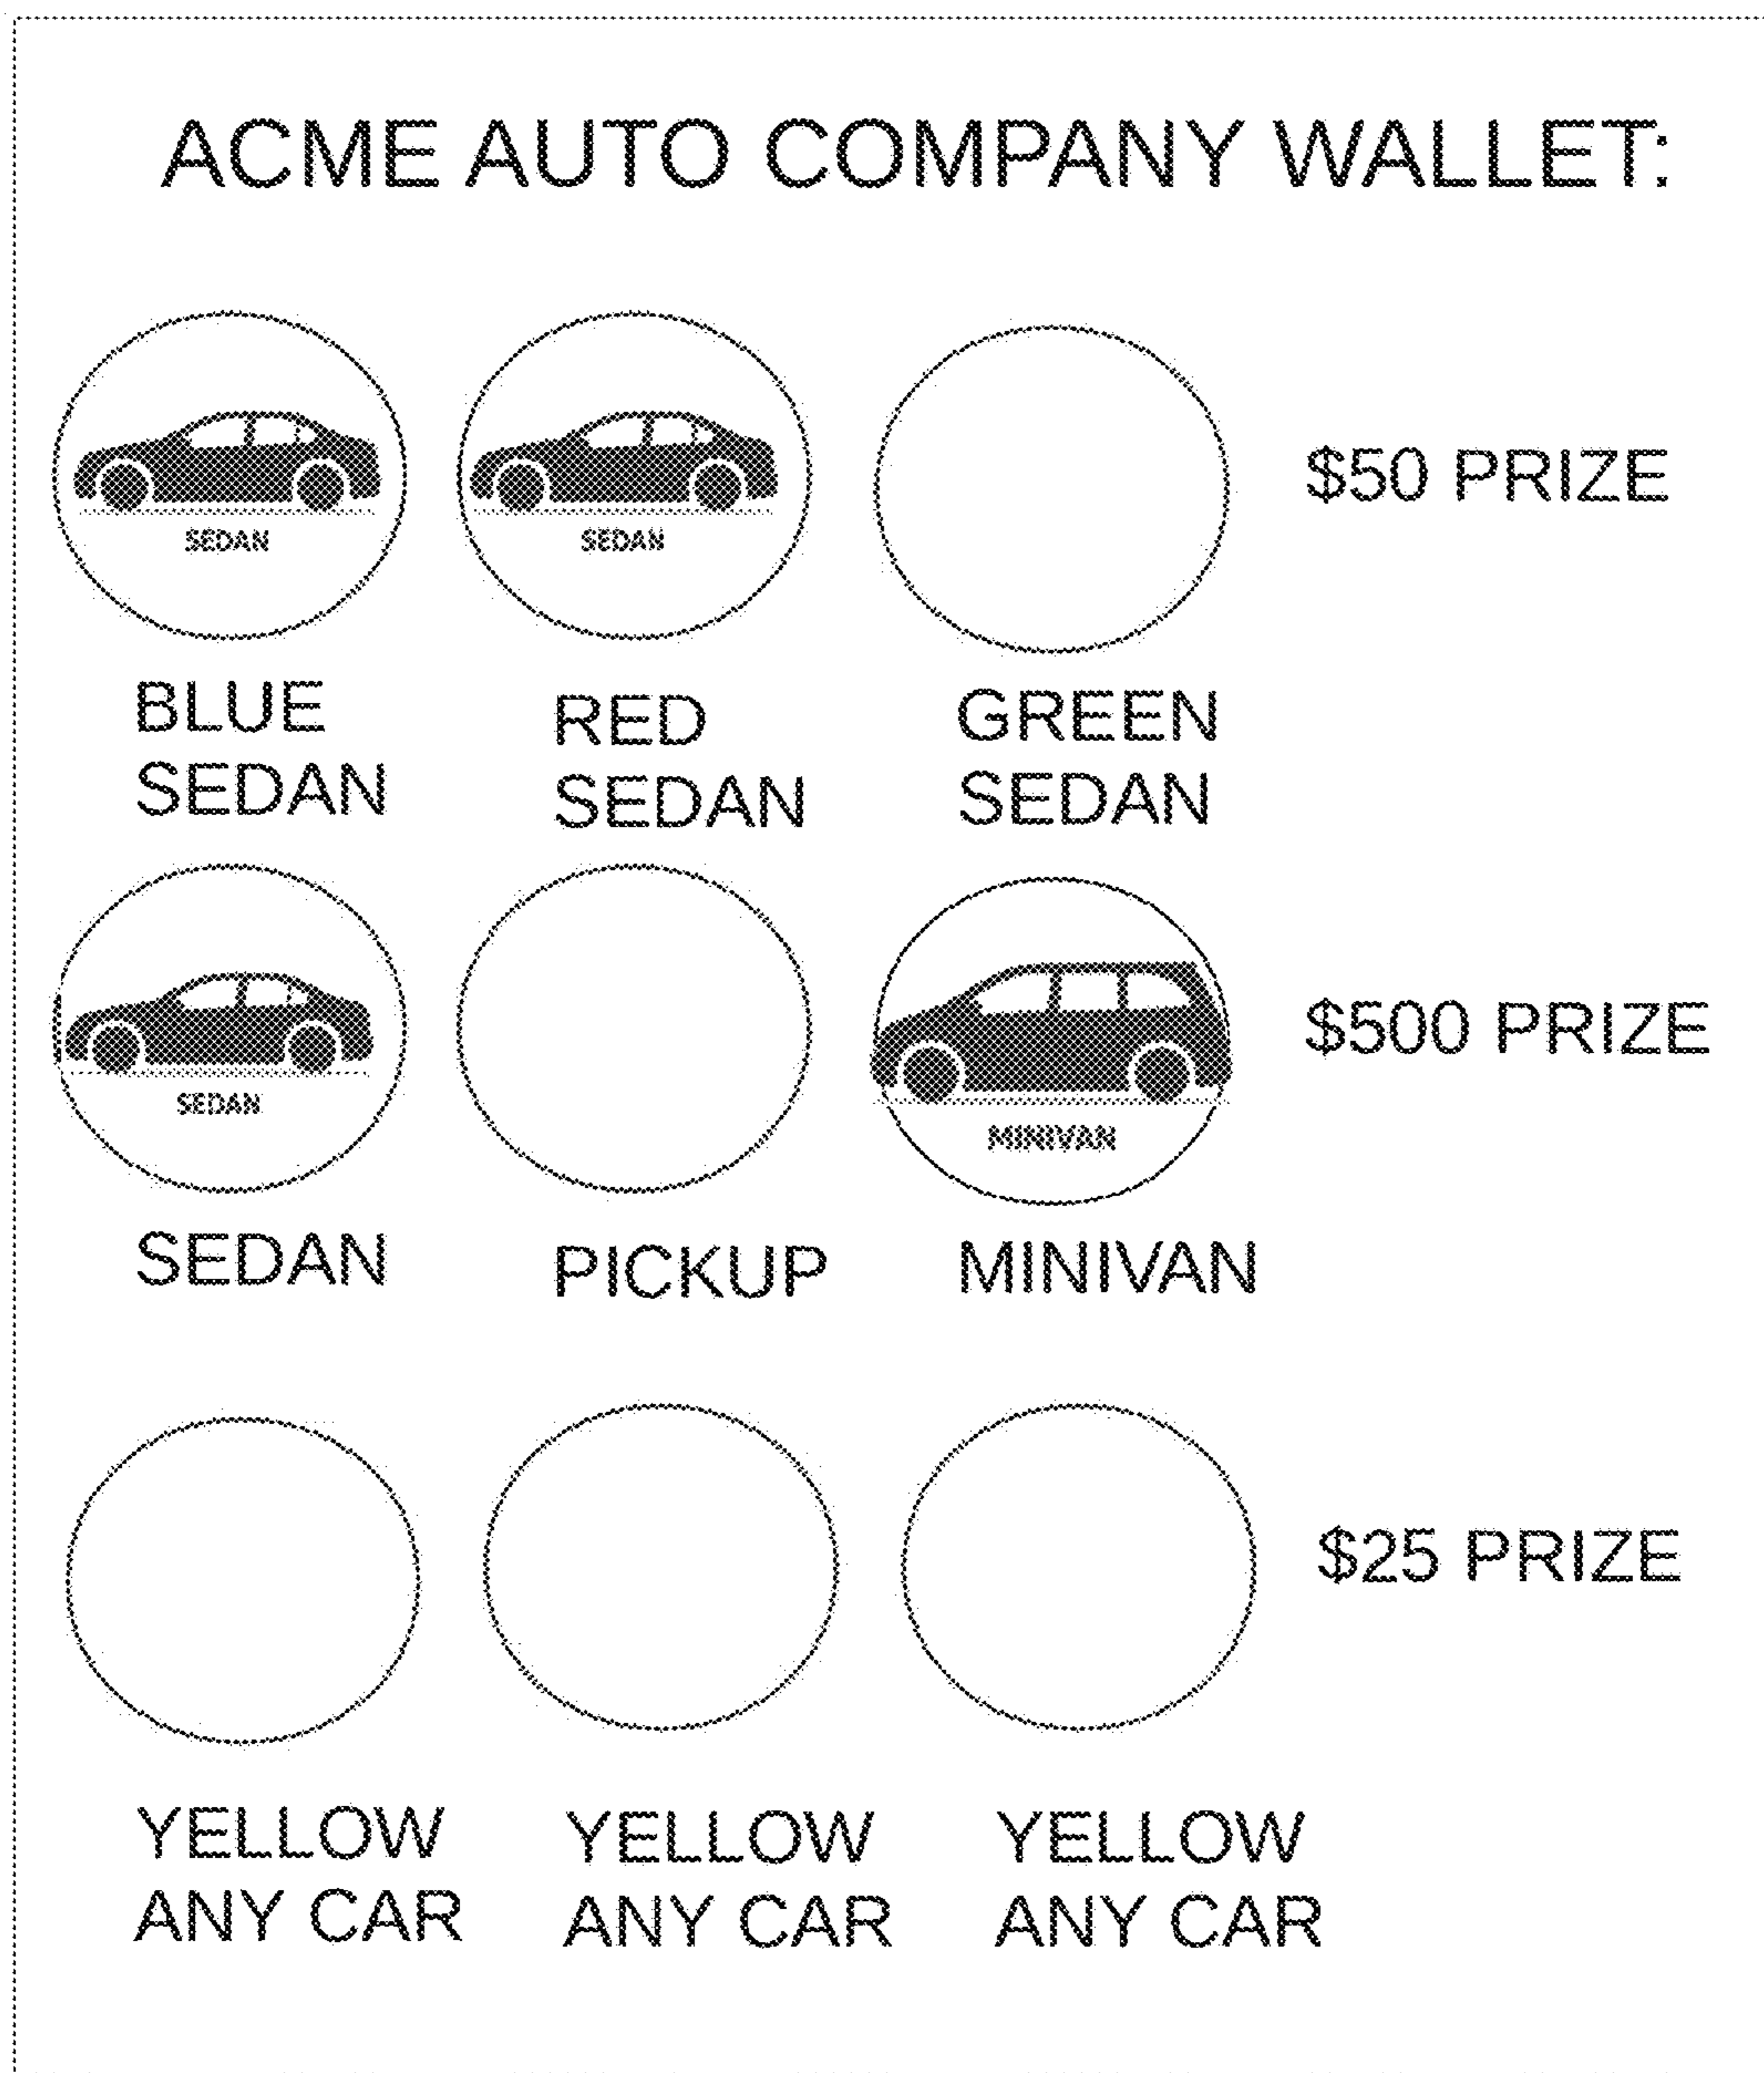 ACME AUTO COMPANY WALLET:
SEDAN
SEDAN
$50 PRIZE
BLUE
SEDAN
RED
SEDAN
GREEN
SEDAN
SEDAN
MINIVAN
$500 PRIZE
SEDAN
PICKUP
MINIVAN
$25 PRIZE
YELLOW
ANY CAR
YELLOW
ANY CAR
YELLOW
ANY CAR